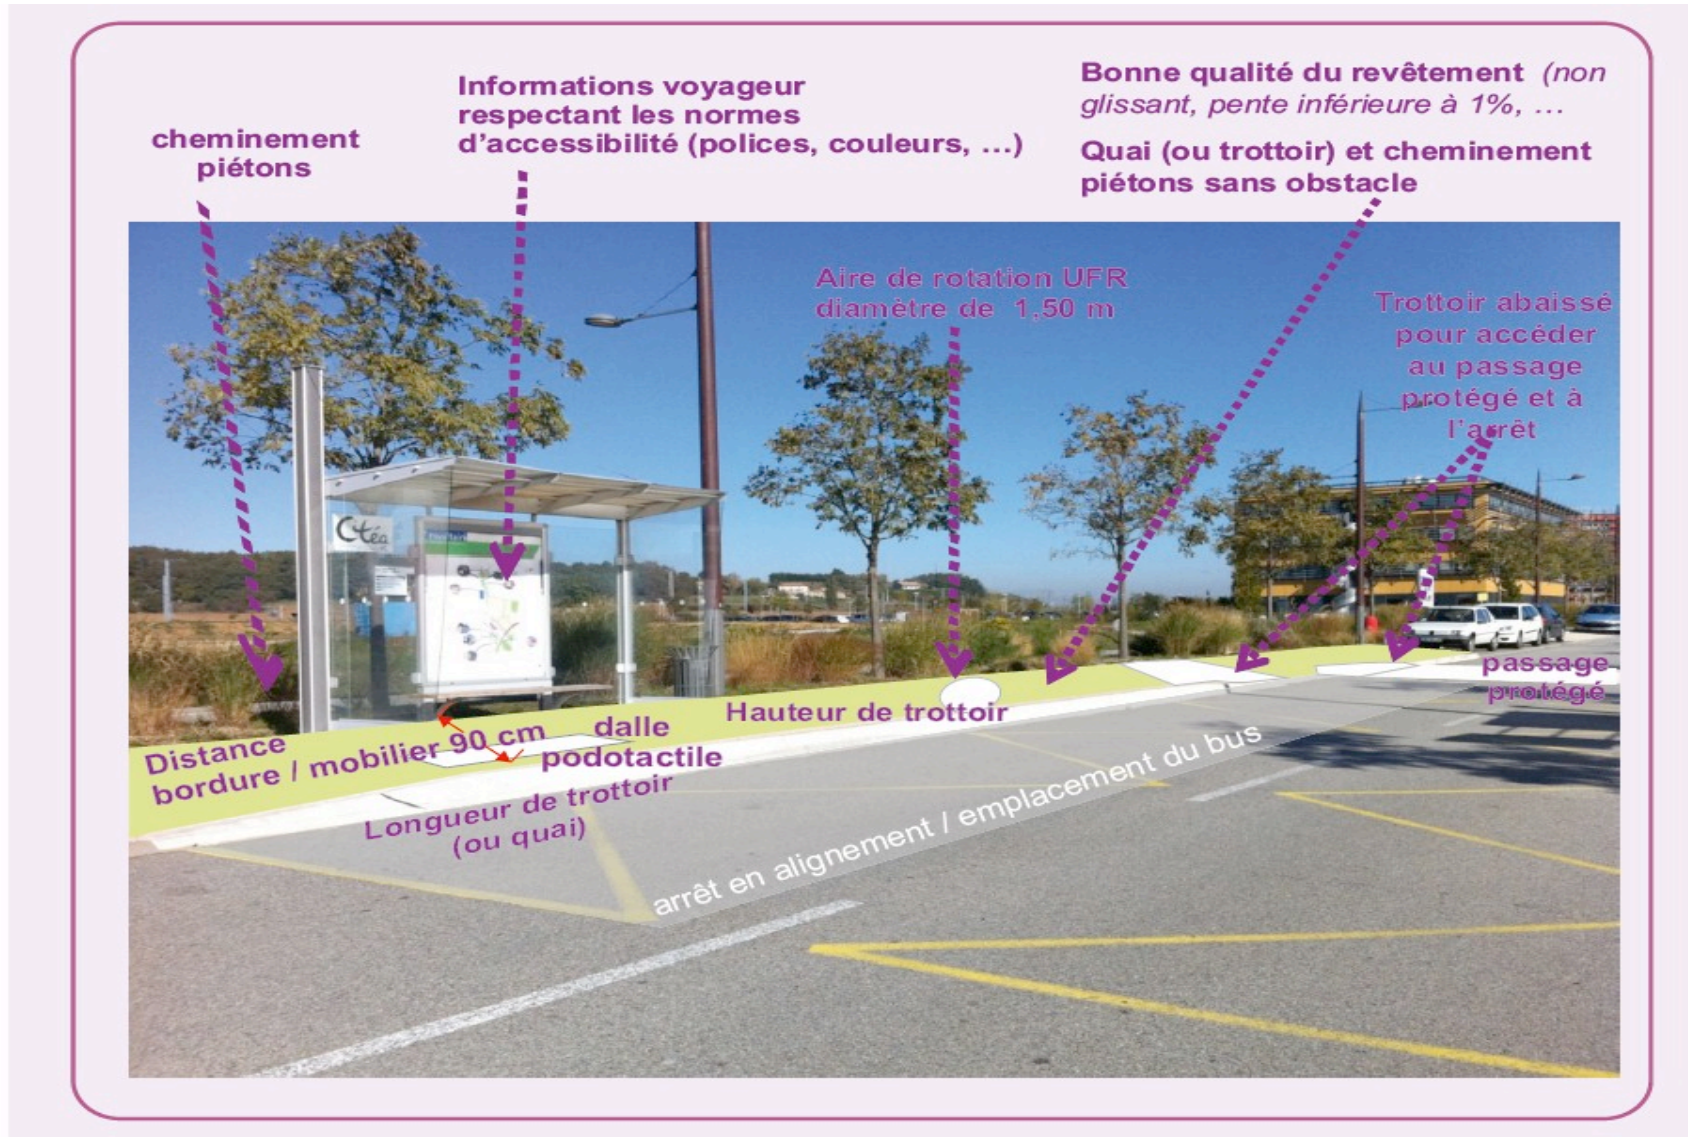 cheminement
piétons
Informations voyageur
respectant les normes
d'accessibilité (polices, couleurs, ...)
Bonne qualité du revêtement (non
glissant, pente inférieure à 1%, ...
Quai (ou trottoir) et cheminement
piétons sans obstacle
Aire de rotation UFR
diamètre de 1,50 m
Trottoir abaissé
pour accéder
au passage
protégé et à
l'arrêt
Ctéa
passage
protégé
Hauteur de trottoir
Distance
bordure / mobilier 90 cm
dalle
podotactile
Longueur de trottoir
(ou quai)
arrêt en alignement / emplacement du bus